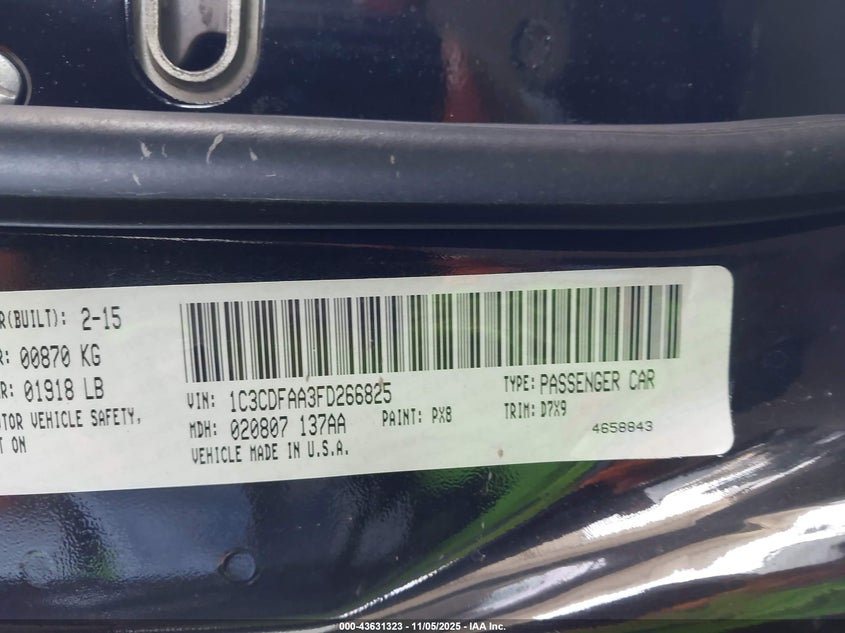 R(BUILT): 2-15
R: 00870 KG
R: 01918 LB
TOR VEHICLE SAFETY,
T ON
VIN: 1C3CDFAA3FD266825
TYPE: PASSENGER CAR
MDH: 020807 137AA
PAINT: PX8
TRIM: D7X9
VEHICLE MADE IN U.S.A.
4658843
000-43631323 - 11/05/2025 - IAA Inc.